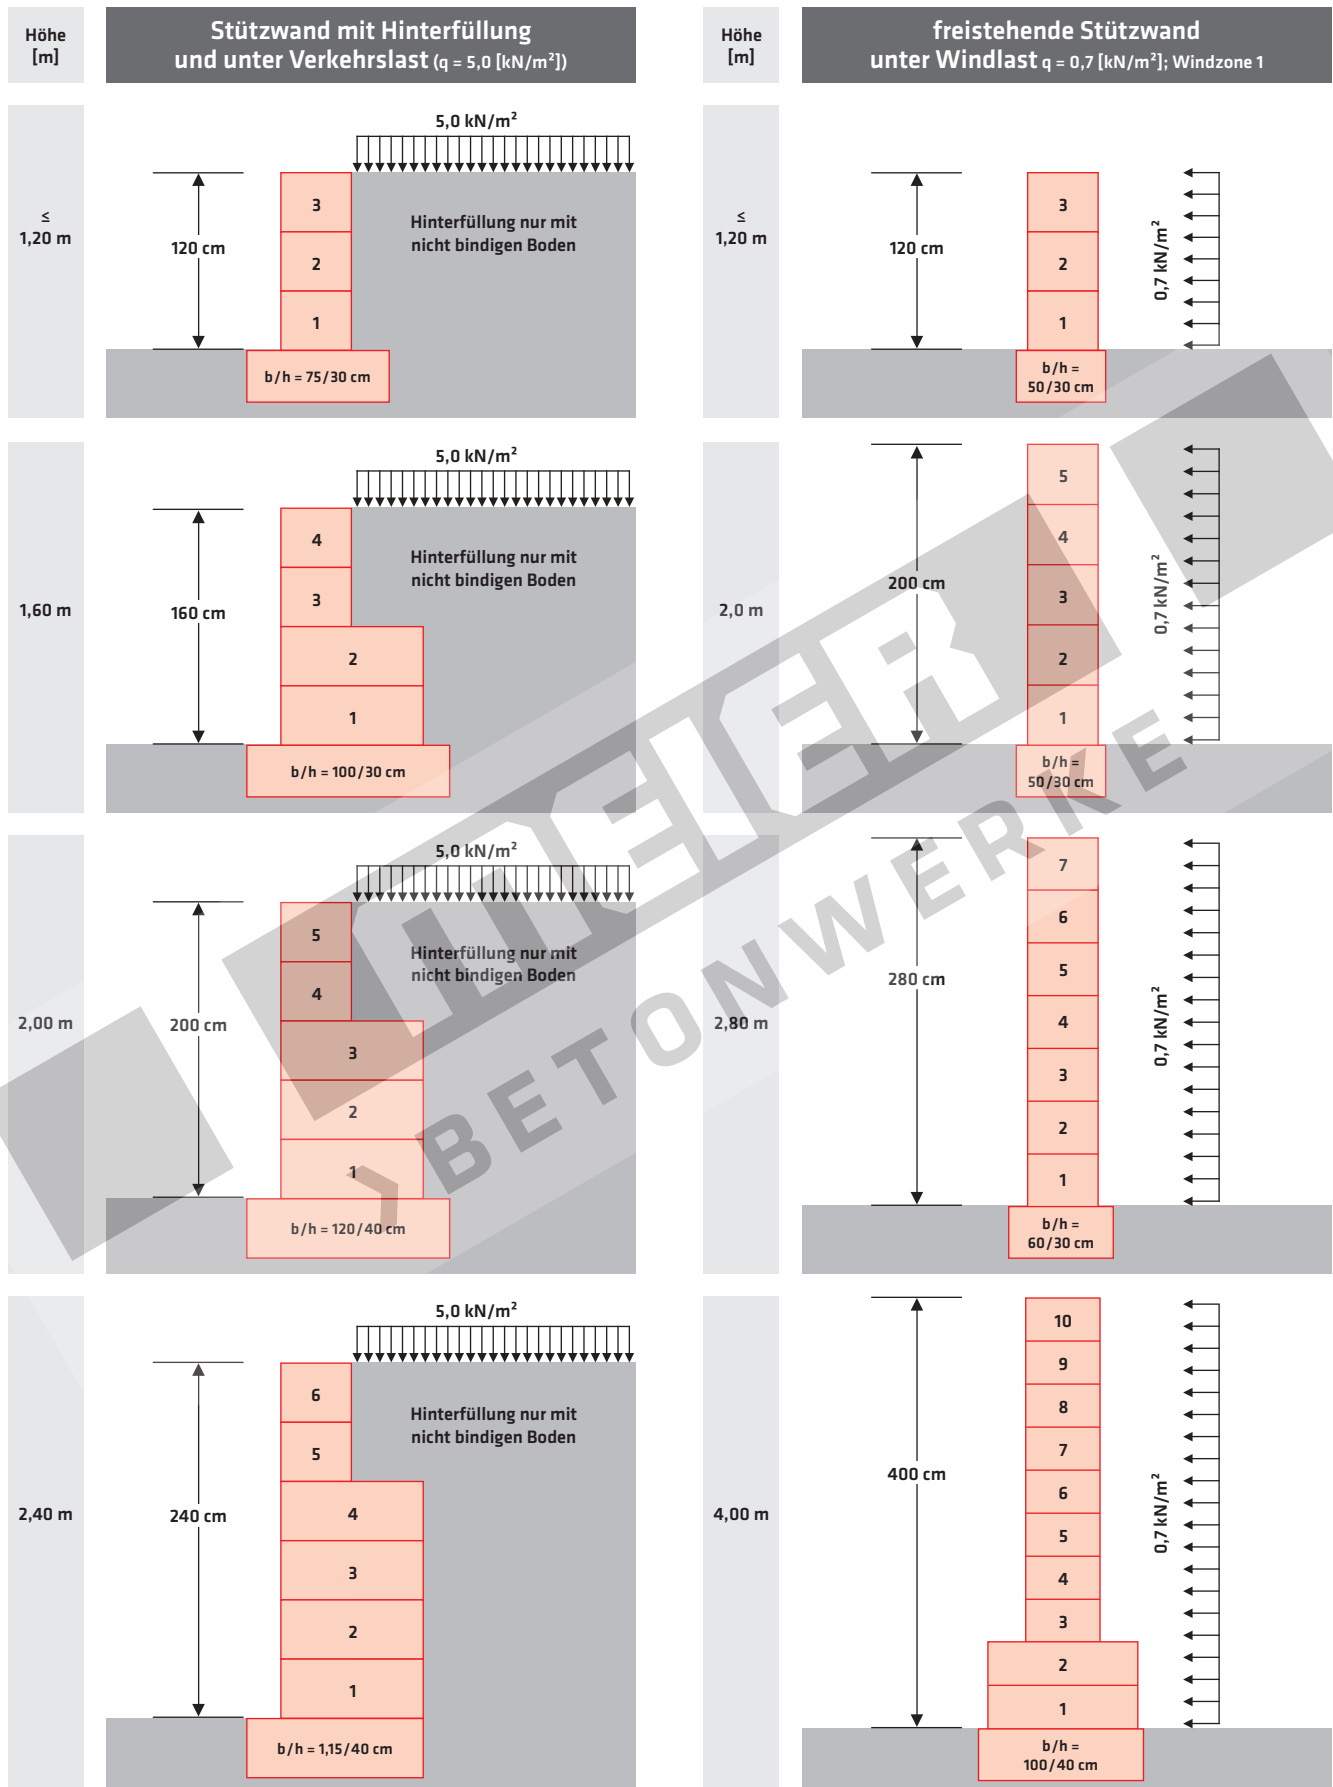 Höhe
[m]
Stützwand mit Hinterfüllung
und unter Verkehrslast (q = 5,0 [kN/m²])
≤
1,20 m
5,0 kN/m²
120 cm
3
2
1
Hinterfüllung nur mit
nicht bindigen Boden
b/h = 75/30 cm
1,60 m
5,0 kN/m²
160 cm
4
3
2
1
Hinterfüllung nur mit
nicht bindigen Boden
b/h = 100/30 cm
2,00 m
5,0 kN/m²
200 cm
5
4
3
2
1
Hinterfüllung nur mit
nicht bindigen Boden
b/h = 120/40 cm
2,40 m
5,0 kN/m²
240 cm
6
5
4
3
2
1
Hinterfüllung nur mit
nicht bindigen Boden
b/h = 1,15/40 cm
Höhe
[m]
freistehende Stützwand
unter Windlast q = 0,7 [kN/m²]; Windzone 1
≤
1,20 m
120 cm
3
2
1
0,7 kN/m²
b/h =
50/30 cm
2,0 m
200 cm
5
4
3
2
1
0,7 kN/m²
b/h =
50/30 cm
2,80 m
280 cm
7
6
5
4
3
2
1
0,7 kN/m²
b/h =
60/30 cm
4,00 m
400 cm
10
9
8
7
6
5
4
3
2
1
0,7 kN/m²
b/h =
100/40 cm
BETONWERKE